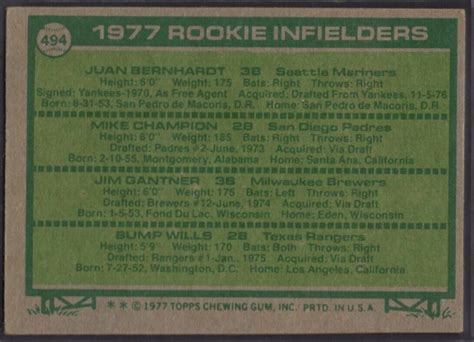 494
1977 ROOKIE INFIELDERS
JUAN BERNHARDT 3B Seattle Mariners
Height: 6'0" Weight: 175 Bats: Right Throws: Right
Signed: Yankees-1970, As Free Agent Acquired: Drafted From Yankees, 11-5-76
Born: 8-31-53, San Pedro de Macoris, D.R. Home: San Pedro de Macoris, D.R.
MIKE CHAMPION 2B San Diego Padres
Height: 6'0" Weight: 185 Bats: Right Throws: Right
Drafted: Padres #2-June, 1973 Acquired: Via Draft
Born: 2-10-55, Montgomery, Alabama Home: Santa Ana, California
JIM GANTNER 3B Milwaukee Brewers
Height: 6'0" Weight: 175 Bats: Left Throws: Right
Drafted: Brewers #12-June, 1974 Acquired: Via Draft
Born: 1-5-53, Fond Du Lac, Wisconsin Home: Eden, Wisconsin
BUMP WILLS 2B Texas Rangers
Height: 5'9" Weight: 170 Bats: Both Throws: Right
Drafted: Rangers #1-Jan., 1975 Acquired: Via Draft
Born: 7-27-52, Washington, D.C. Home: Los Angeles, California
** © 1977 TOPPS CHEWING GUM, INC. PRTD. IN U.S.A.